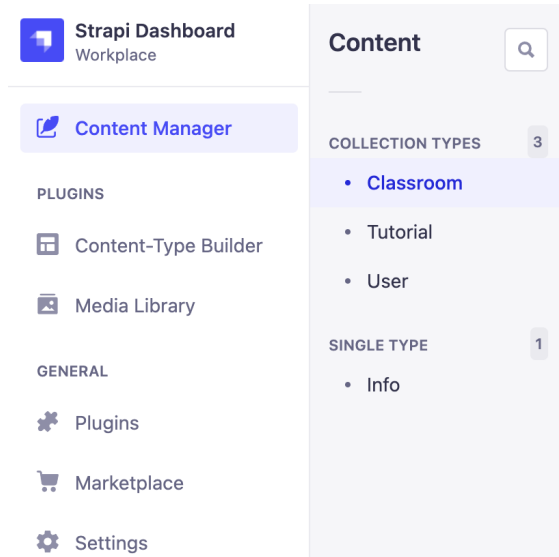 Strapi Dashboard
Workplace
Content Manager
PLUGINS
Content-Type Builder
Media Library
GENERAL
Plugins
Marketplace
Settings
Content
COLLECTION TYPES 3
Classroom
Tutorial
User
SINGLE TYPE 1
Info